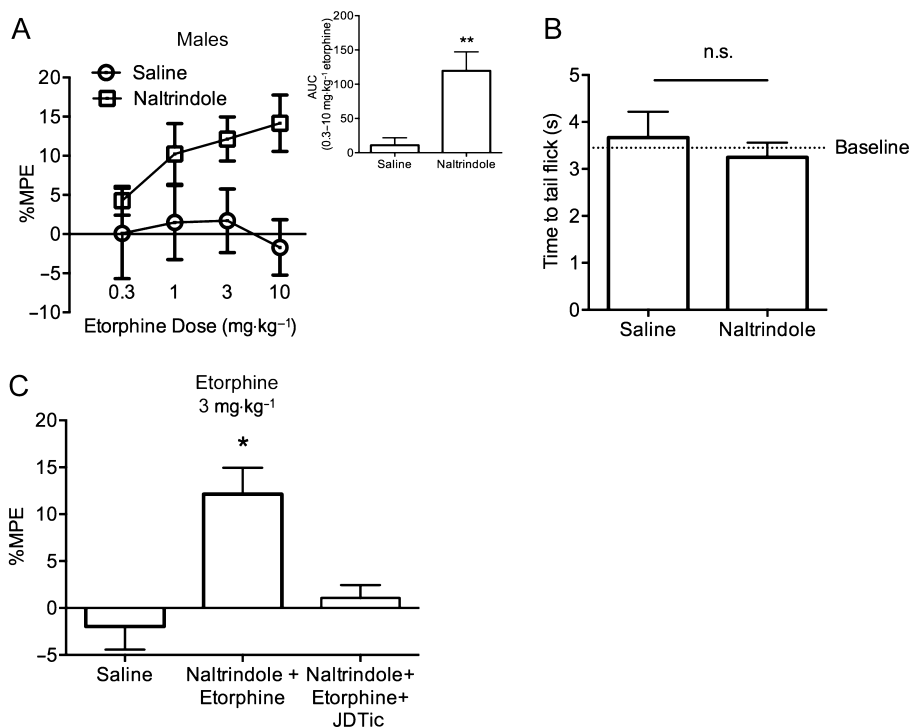 A
Males
Saline
Naltrindole
%MPE
20
15
10
5
0
−5
−10
0.3
1
3
10
Etorphine Dose (mg·kg⁻¹)
AUC
(0.3–10 mg·kg⁻¹ etorphine)
200
150
100
50
0
**
Saline
Naltrindole
B
n.s.
Time to tail flick (s)
5
4
3
2
1
0
Baseline
Saline
Naltrindole
C
Etorphine
3 mg·kg⁻¹
*
%MPE
20
15
10
5
0
−5
Saline
Naltrindole +
Etorphine
Naltrindole+
Etorphine+
JDTic